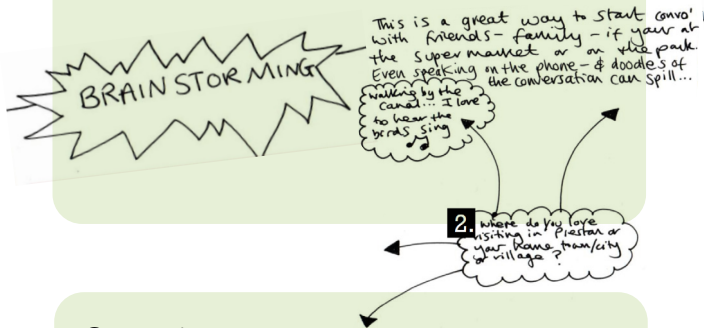 This is a great way to start convo'
with friends - family - if your at
the supermarket or on the park.
Even speaking on the phone - & doodles of
the conversation can spill...
BRAINSTORMING
walking by the
canal... I love
to hear the
birds sing
2. where do you love
visiting in Preston or
your home town/city
or village?